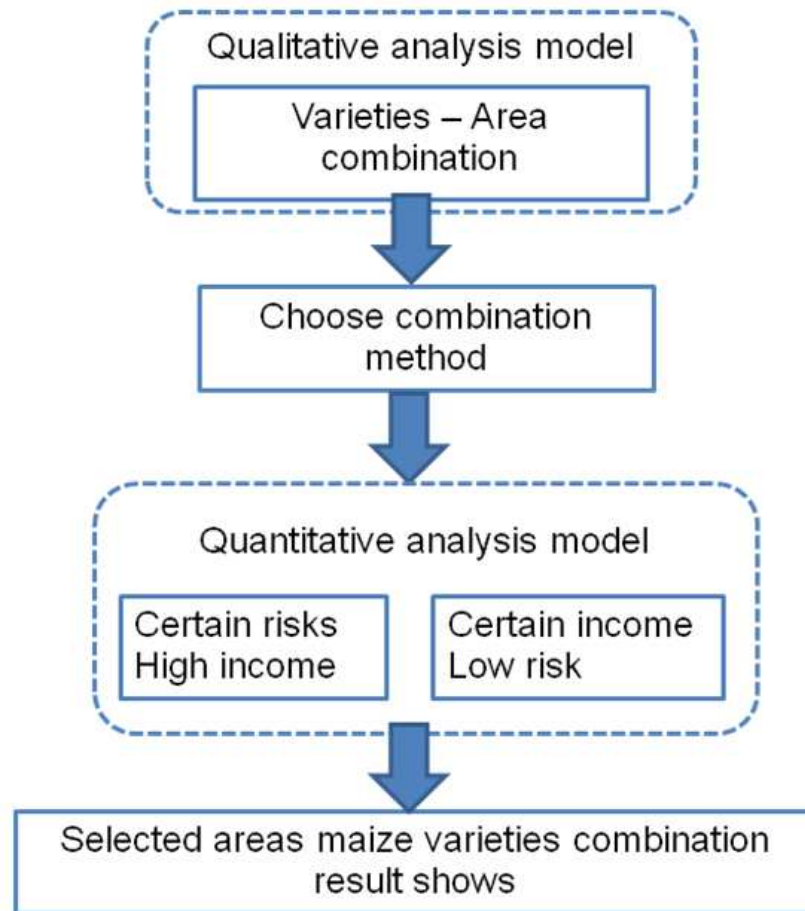 Qualitative analysis model
Varieties – Area
combination
Choose combination
method
Quantitative analysis model
Certain risks
High income
Certain income
Low risk
Selected areas maize varieties combination
result shows